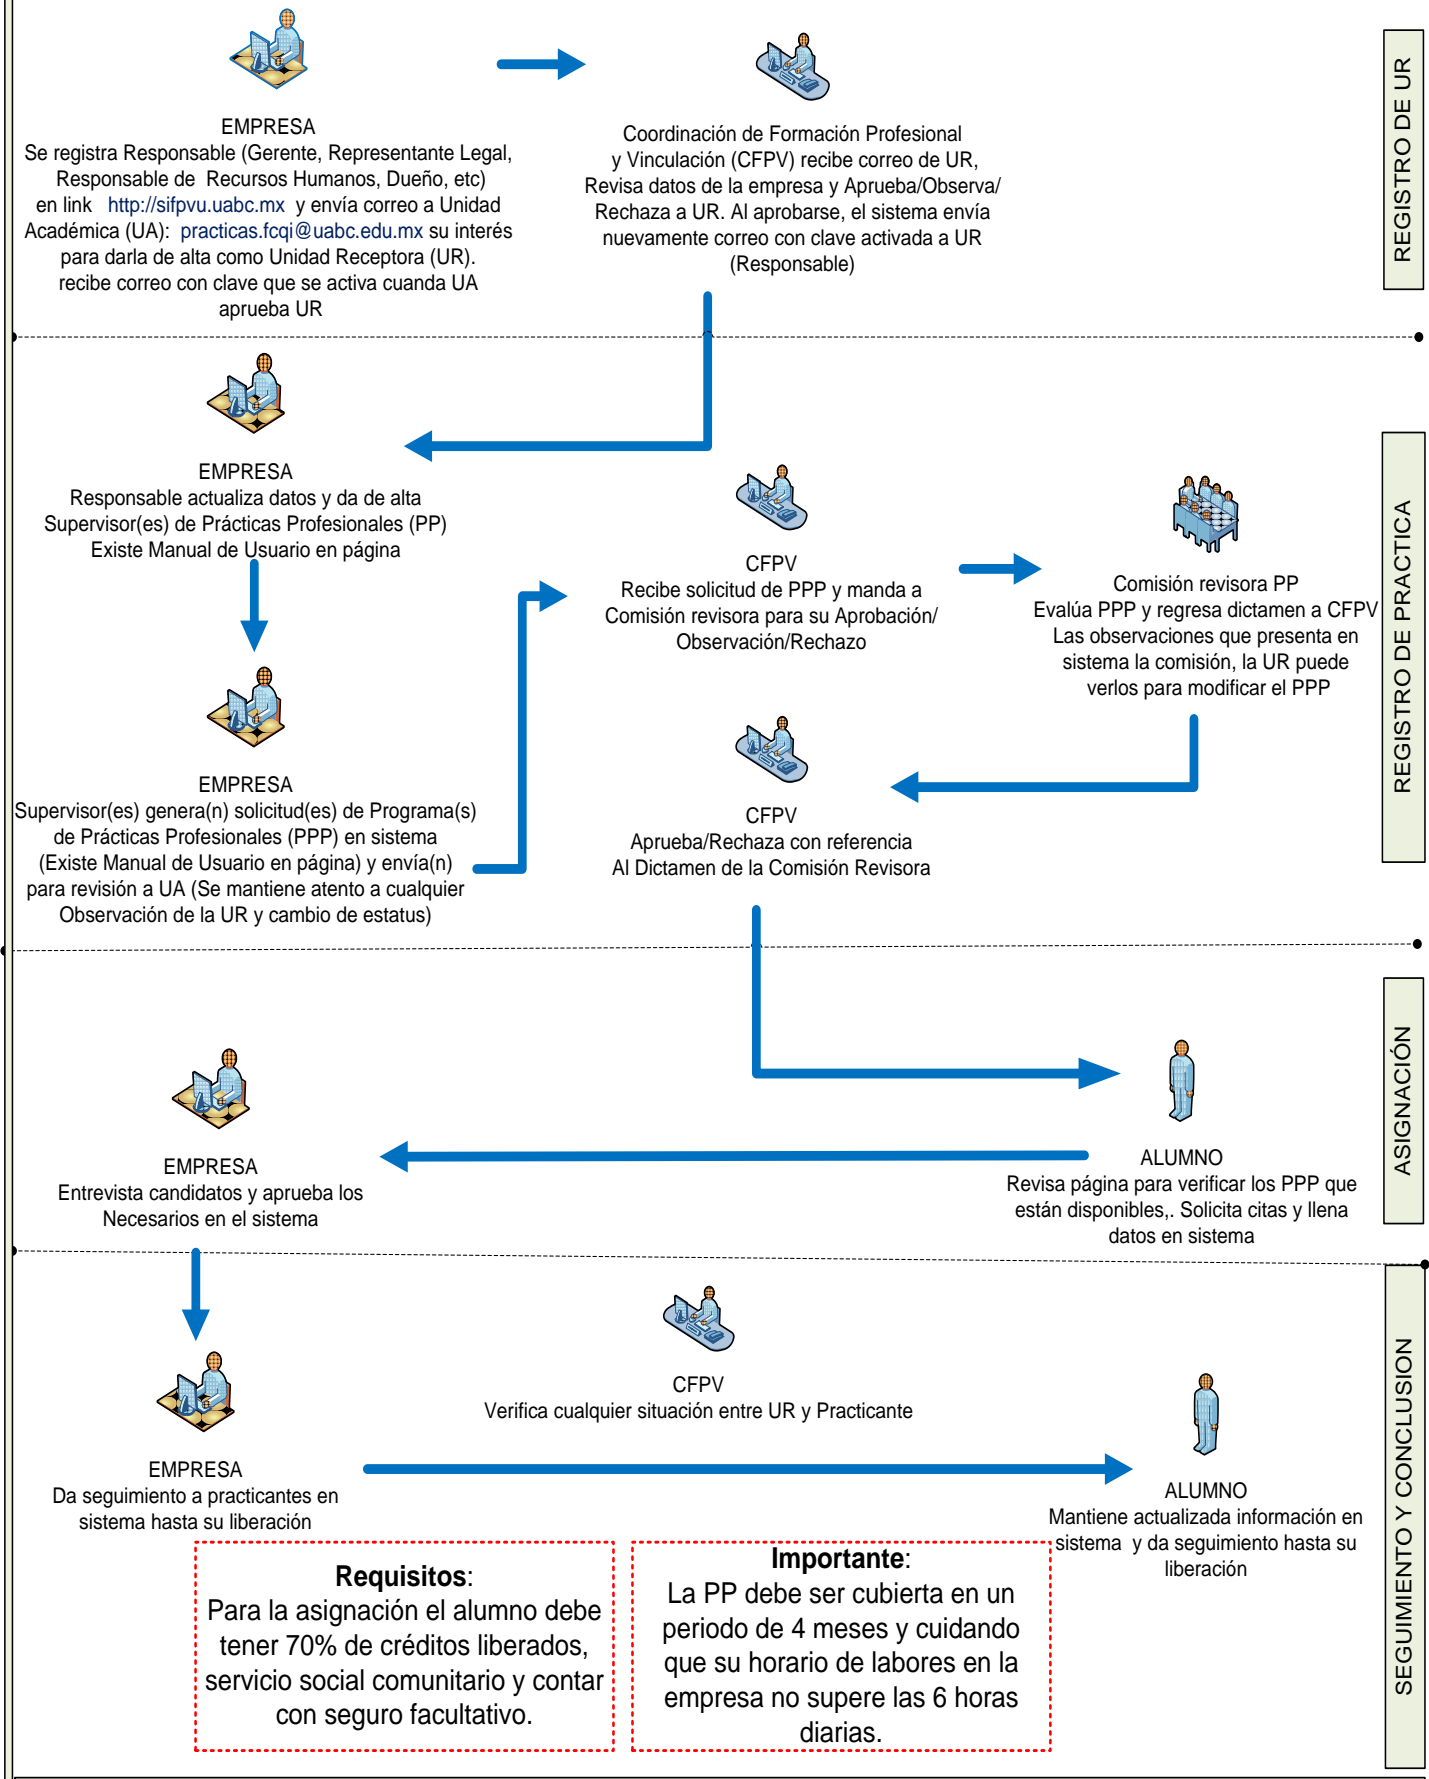 EMPRESA
Se registra Responsable (Gerente, Representante Legal,
Responsable de Recursos Humanos, Dueño, etc)
en link http://sifpvu.uabc.mx y envía correo a Unidad
Académica (UA): practicas.fcqi@uabc.edu.mx su interés
para darla de alta como Unidad Receptora (UR).
recibe correo con clave que se activa cuanda UA
aprueba UR
Coordinación de Formación Profesional
y Vinculación (CFPV) recibe correo de UR,
Revisa datos de la empresa y Aprueba/Observa/
Rechaza a UR. Al aprobarse, el sistema envía
nuevamente correo con clave activada a UR
(Responsable)
REGISTRO DE UR
EMPRESA
Responsable actualiza datos y da de alta
Supervisor(es) de Prácticas Profesionales (PP)
Existe Manual de Usuario en página
EMPRESA
Supervisor(es) genera(n) solicitud(es) de Programa(s)
de Prácticas Profesionales (PPP) en sistema
(Existe Manual de Usuario en página) y envía(n)
para revisión a UA (Se mantiene atento a cualquier
Observación de la UR y cambio de estatus)
CFPV
Recibe solicitud de PPP y manda a
Comisión revisora para su Aprobación/
Observación/Rechazo
Comisión revisora PP
Evalúa PPP y regresa dictamen a CFPV
Las observaciones que presenta en
sistema la comisión, la UR puede
verlos para modificar el PPP
CFPV
Aprueba/Rechaza con referencia
Al Dictamen de la Comisión Revisora
REGISTRO DE PRACTICA
ALUMNO
Revisa página para verificar los PPP que
están disponibles,. Solicita citas y llena
datos en sistema
EMPRESA
Entrevista candidatos y aprueba los
Necesarios en el sistema
ASIGNACIÓN
EMPRESA
Da seguimiento a practicantes en
sistema hasta su liberación
CFPV
Verifica cualquier situación entre UR y Practicante
ALUMNO
Mantiene actualizada información en
sistema y da seguimiento hasta su
liberación
SEGUIMIENTO Y CONCLUSION
Requisitos:
Para la asignación el alumno debe
tener 70% de créditos liberados,
servicio social comunitario y contar
con seguro facultativo.
Importante:
La PP debe ser cubierta en un
periodo de 4 meses y cuidando
que su horario de labores en la
empresa no supere las 6 horas
diarias.